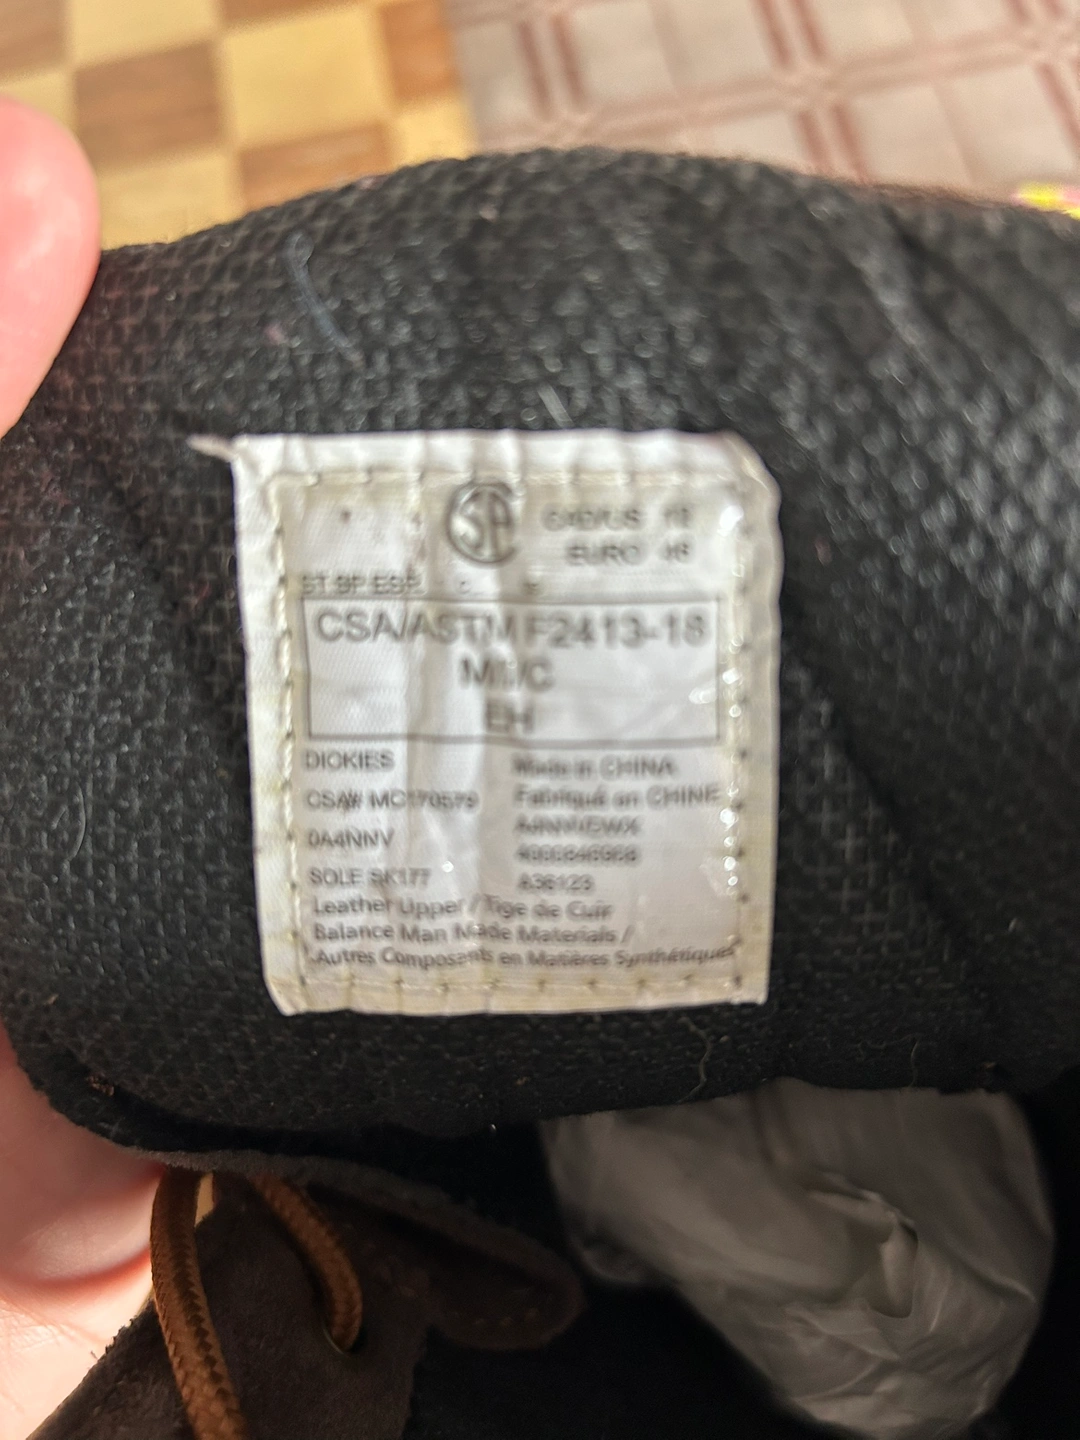 CSA
CAD/US
EURO 46
ST SP ESR
CSA/ASTM F2413-18
M I/C
EH
DICKIES
Made in CHINA
CSA# MC170579
Fabriqué en CHINE
0A4NNV
SOLE SK177
A36123
Leather Upper / Tige de Cuir
Balance Man Made Materials /
Autres Composants en Matières Synthétiques